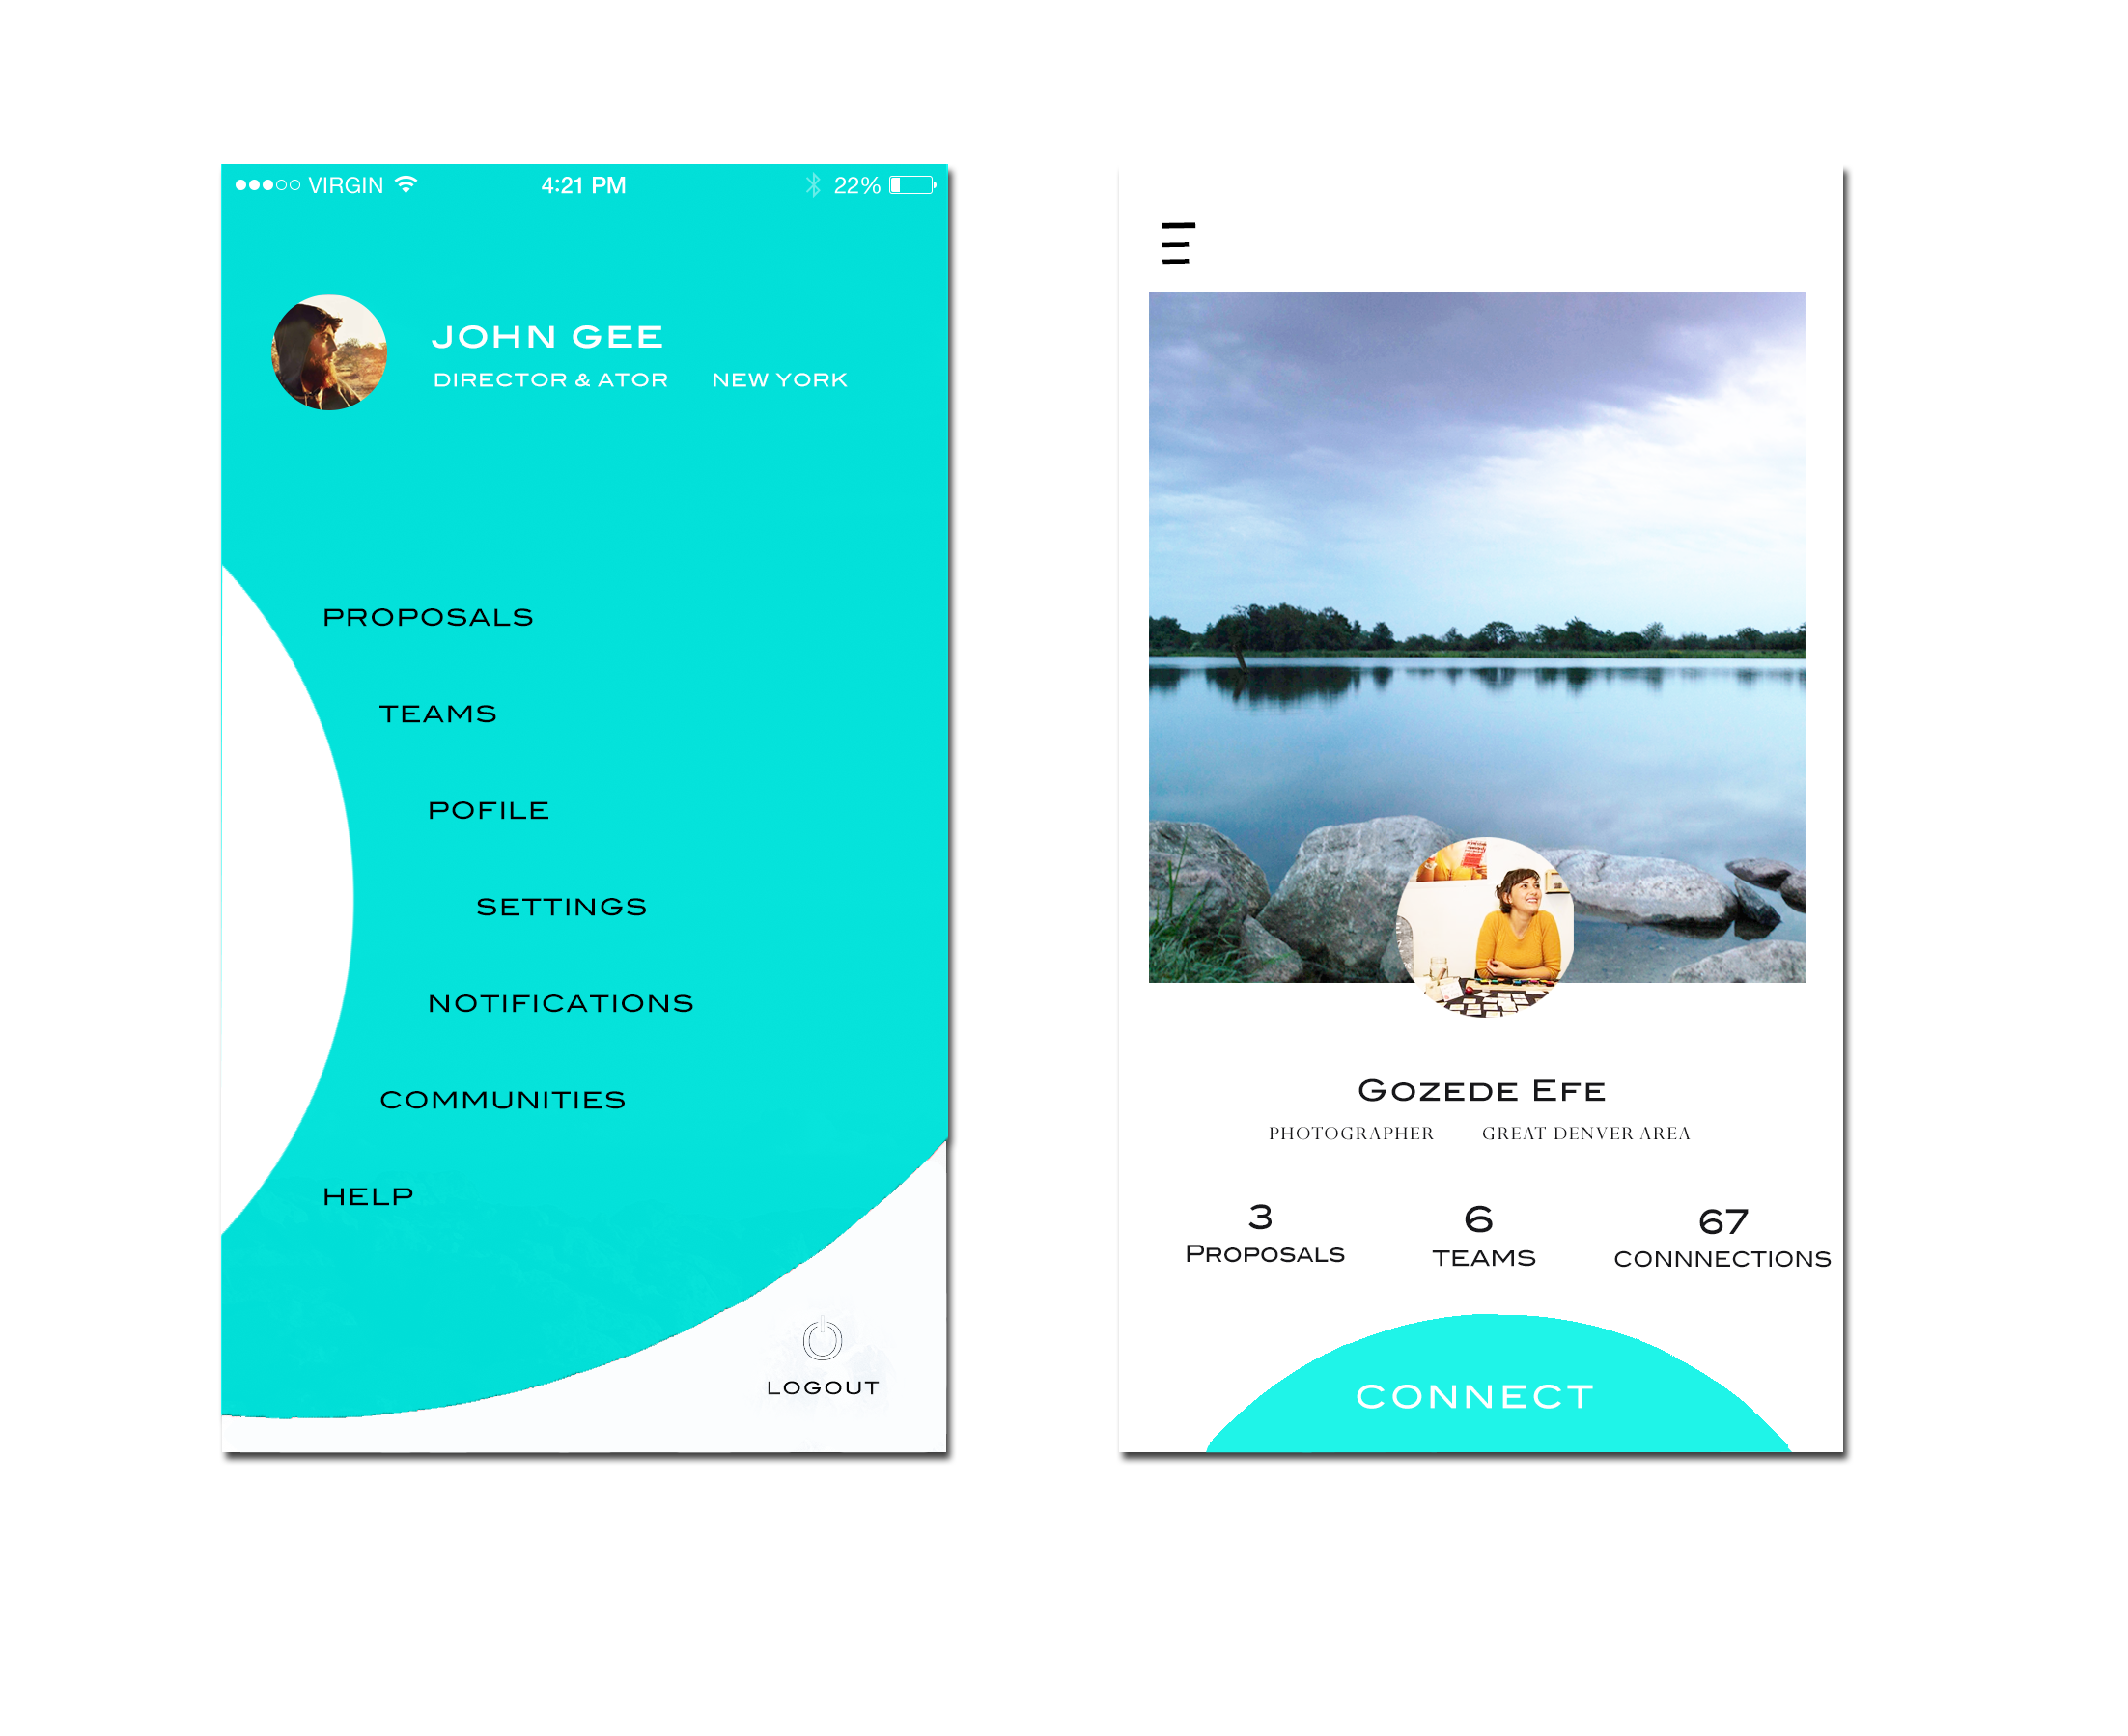 VIRGIN 4:21 PM 22%
JOHN GEE
DIRECTOR & ATOR NEW YORK
PROPOSALS
TEAMS
POFILE
SETTINGS
NOTIFICATIONS
COMMUNITIES
HELP
LOGOUT
Gozede Efe
PHOTOGRAPHER GREAT DENVER AREA
3 6 67
Proposals TEAMS CONNNECTIONS
CONNECT